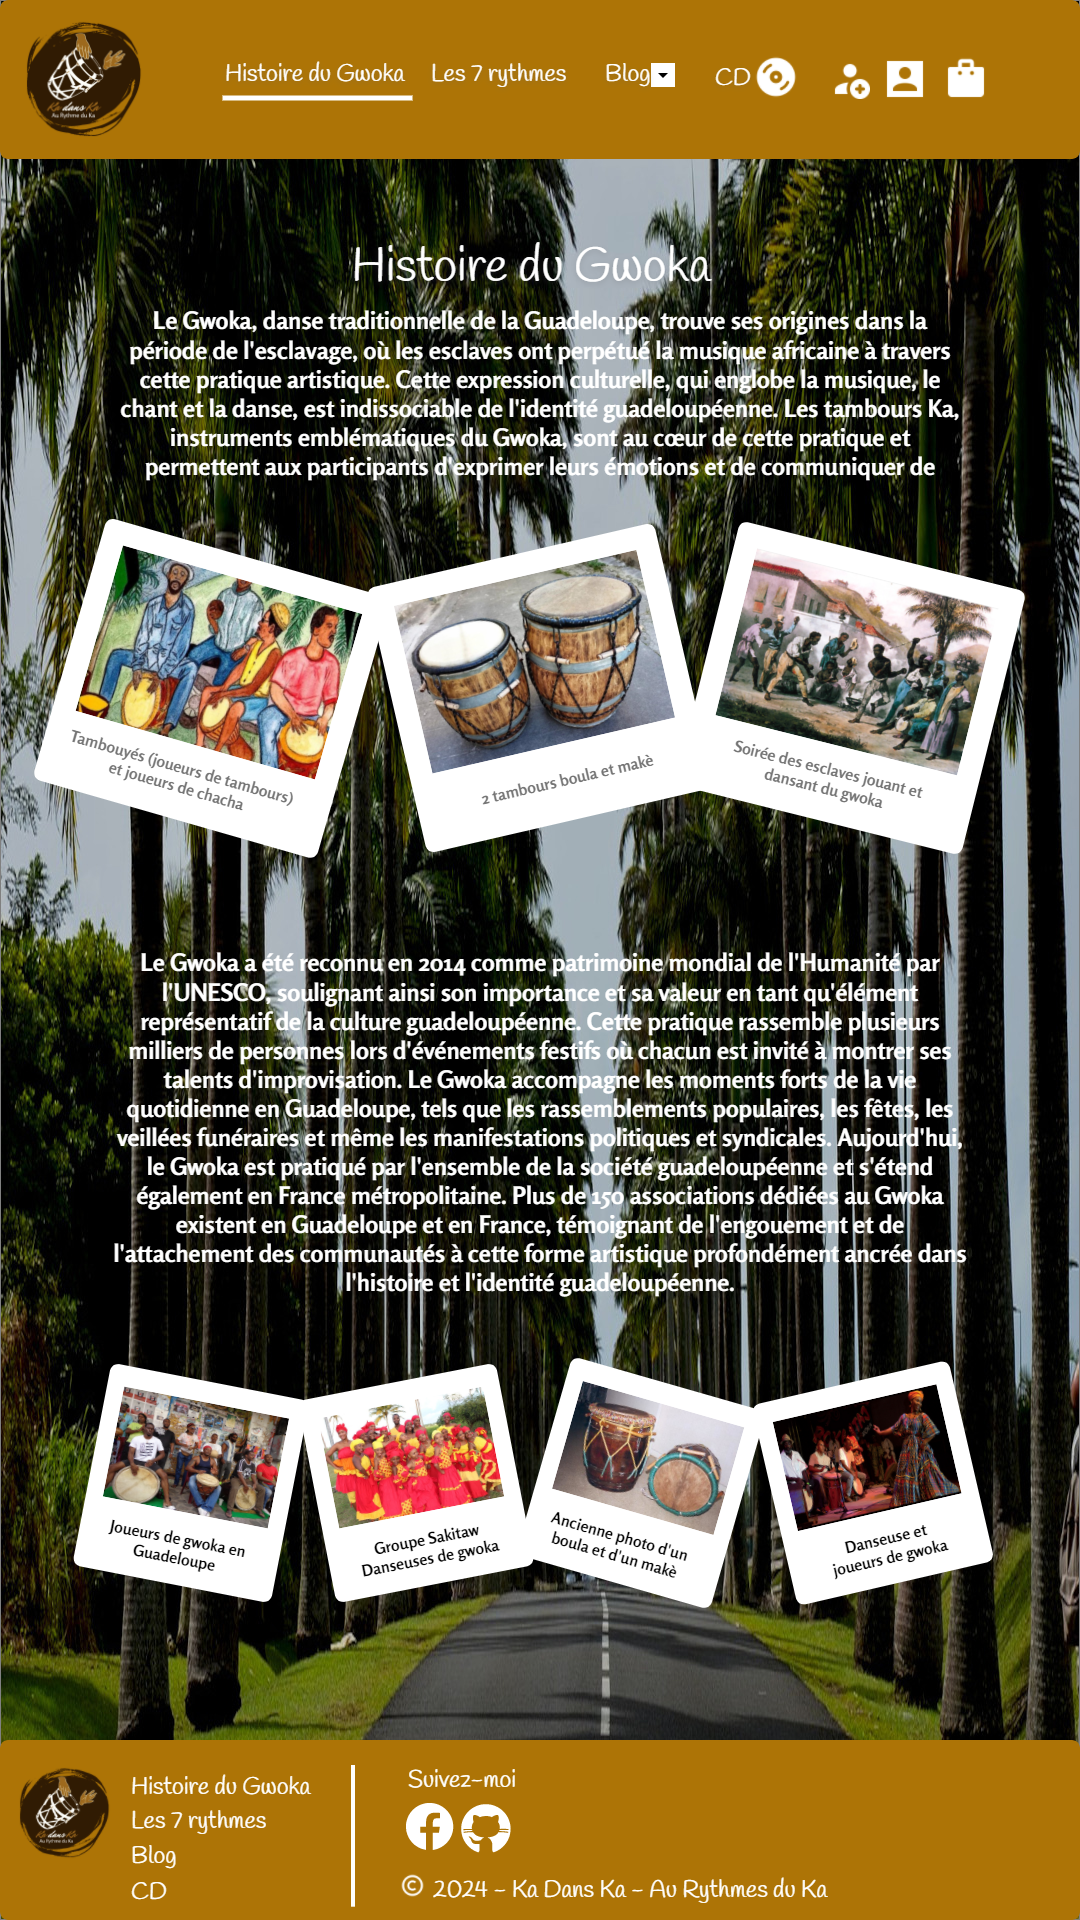 Ka dans Ka
Au Rythme du Ka
Histoire du Gwoka
Les 7 rythmes
Blog
CD
Histoire du Gwoka
Le Gwoka, danse traditionnelle de la Guadeloupe, trouve ses origines dans la
période de l'esclavage, où les esclaves ont perpétué la musique africaine à travers
cette pratique artistique. Cette expression culturelle, qui englobe la musique, le
chant et la danse, est indissociable de l'identité guadeloupéenne. Les tambours Ka,
instruments emblématiques du Gwoka, sont au cœur de cette pratique et
permettent aux participants d'exprimer leurs émotions et de communiquer de
Tambouyés (joueurs de tambours)
et joueurs de chacha
2 tambours boula et makè
Soirée des esclaves jouant et
dansant du gwoka
Le Gwoka a été reconnu en 2014 comme patrimoine mondial de l'Humanité par
l'UNESCO, soulignant ainsi son importance et sa valeur en tant qu'élément
représentatif de la culture guadeloupéenne. Cette pratique rassemble plusieurs
milliers de personnes lors d'événements festifs où chacun est invité à montrer ses
talents d'improvisation. Le Gwoka accompagne les moments forts de la vie
quotidienne en Guadeloupe, tels que les rassemblements populaires, les fêtes, les
veillées funéraires et même les manifestations politiques et syndicales. Aujourd'hui,
le Gwoka est pratiqué par l'ensemble de la société guadeloupéenne et s'étend
également en France métropolitaine. Plus de 150 associations dédiées au Gwoka
existent en Guadeloupe et en France, témoignant de l'engouement et de
l'attachement des communautés à cette forme artistique profondément ancrée dans
l'histoire et l'identité guadeloupéenne.
Joueurs de gwoka en
Guadeloupe
Groupe Sakitaw
Danseuses de gwoka
Ancienne photo d'un
boula et d'un makè
Danseuse et
joueurs de gwoka
Ka dans Ka
Au Rythme du Ka
Histoire du Gwoka
Les 7 rythmes
Blog
CD
Suivez-moi
© 2024 - Ka Dans Ka - Au Rythmes du Ka